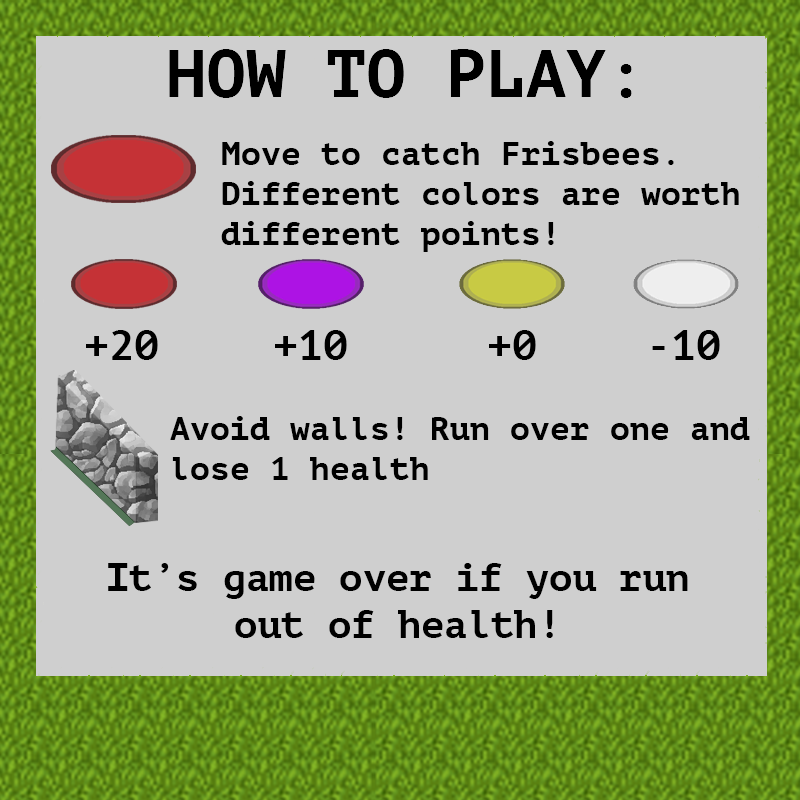 HOW TO PLAY:
Move to catch Frisbees.
Different colors are worth
different points!
+20 +10 +0 -10
Avoid walls! Run over one and
lose 1 health
It’s game over if you run
out of health!